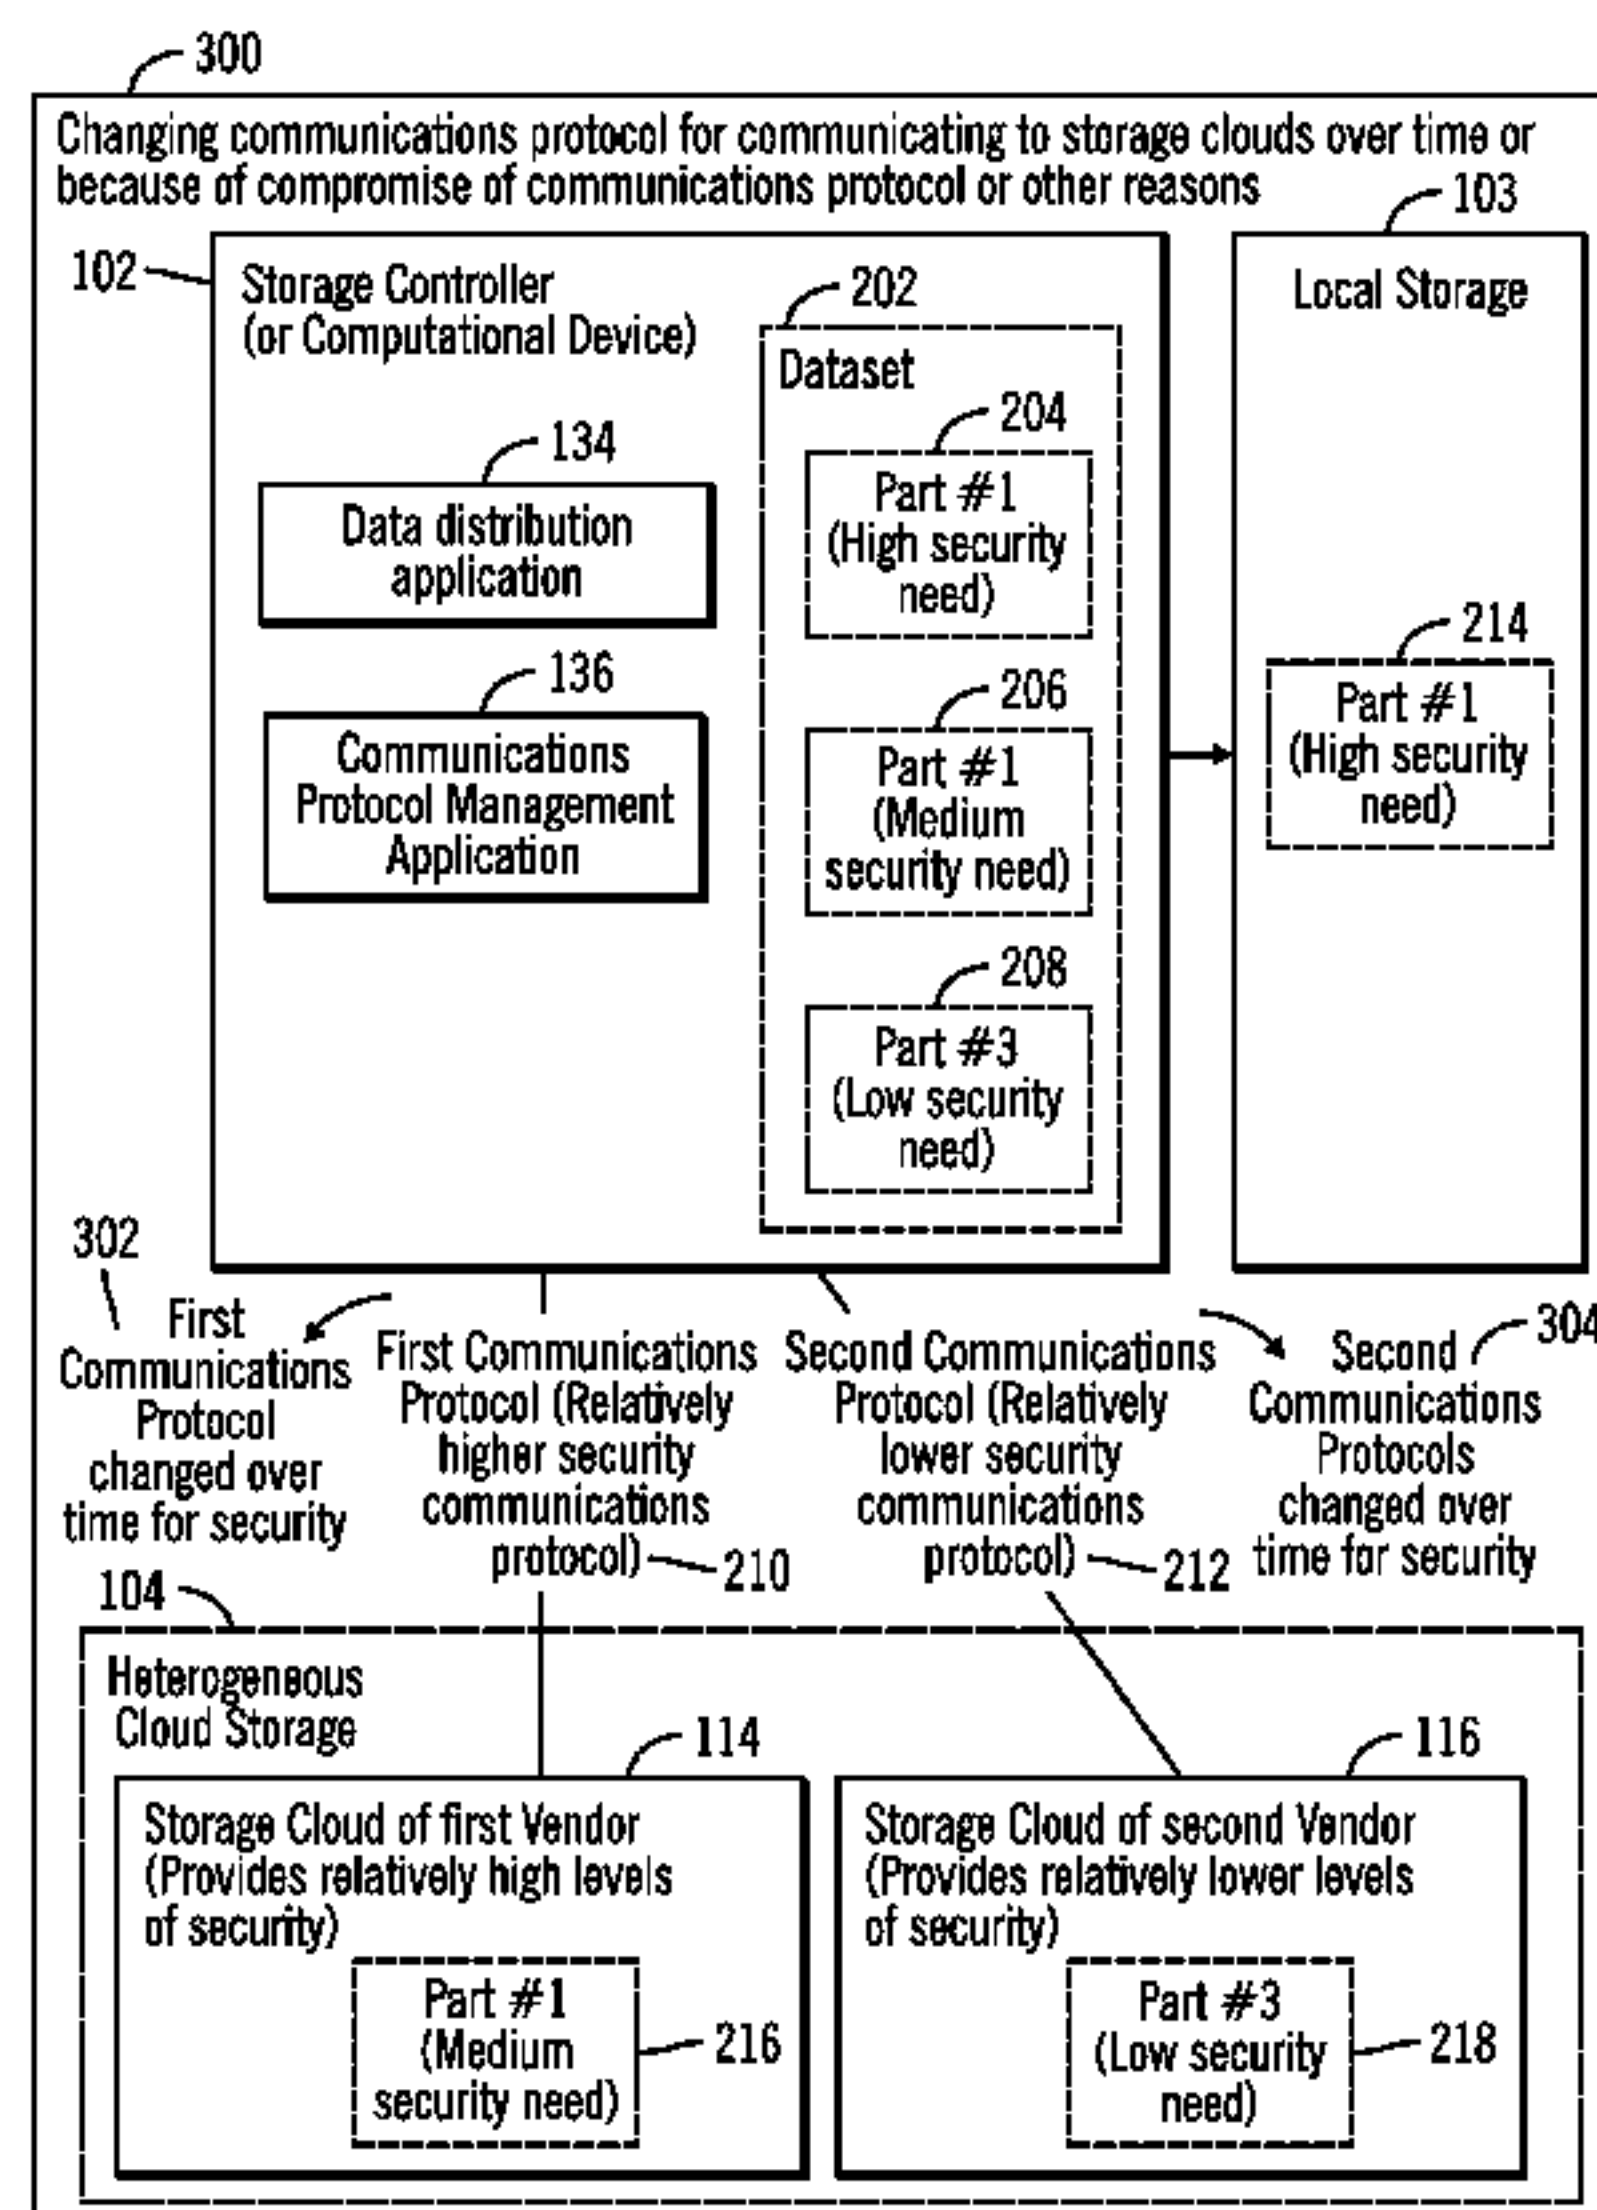 300
Changing communications protocol for communicating to storage clouds over time or
because of compromise of communications protocol or other reasons
103
102
Storage Controller
(or Computational Device)
202
Local Storage
Dataset
204
134
Part #1
(High security
need)
Data distribution
application
214
Part #1
(High security
need)
136
206
Communications
Protocol Management
Application
Part #1
(Medium
security need)
208
Part #3
(Low security
need)
302
First
Communications
Protocol
changed over
time for security
First Communications
Protocol (Relatively
higher security
communications
protocol)
210
Second Communications
Protocol (Relatively
lower security
communications
protocol)
212
304
Second
Communications
Protocols
changed over
time for security
104
Heterogeneous
Cloud Storage
114
116
Storage Cloud of first Vendor
(Provides relatively high levels
of security)
Part #1
(Medium
security need)
216
Storage Cloud of second Vendor
(Provides relatively lower levels
of security)
Part #3
(Low security
need)
218